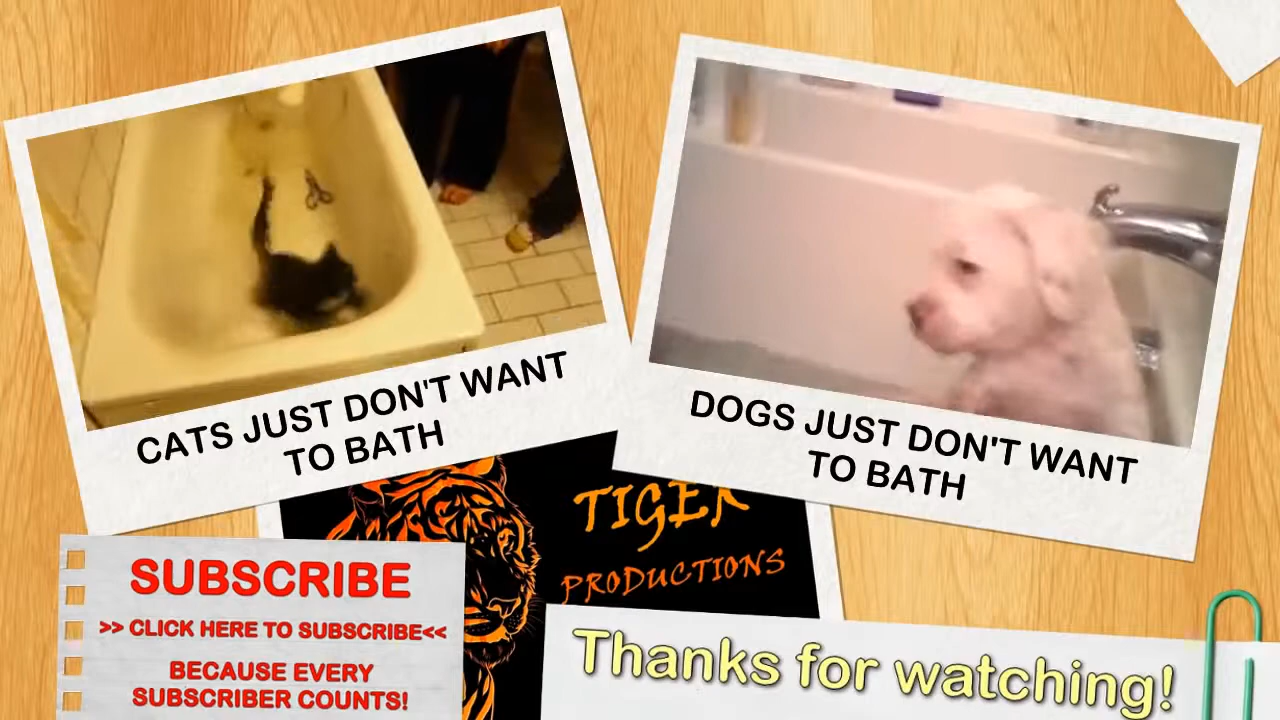 CATS JUST DON'T WANT
TO BATH
DOGS JUST DON'T WANT
TO BATH
TIGER
PRODUCTIONS
SUBSCRIBE
>> CLICK HERE TO SUBSCRIBE<<
BECAUSE EVERY
SUBSCRIBER COUNTS!
Thanks for watching!